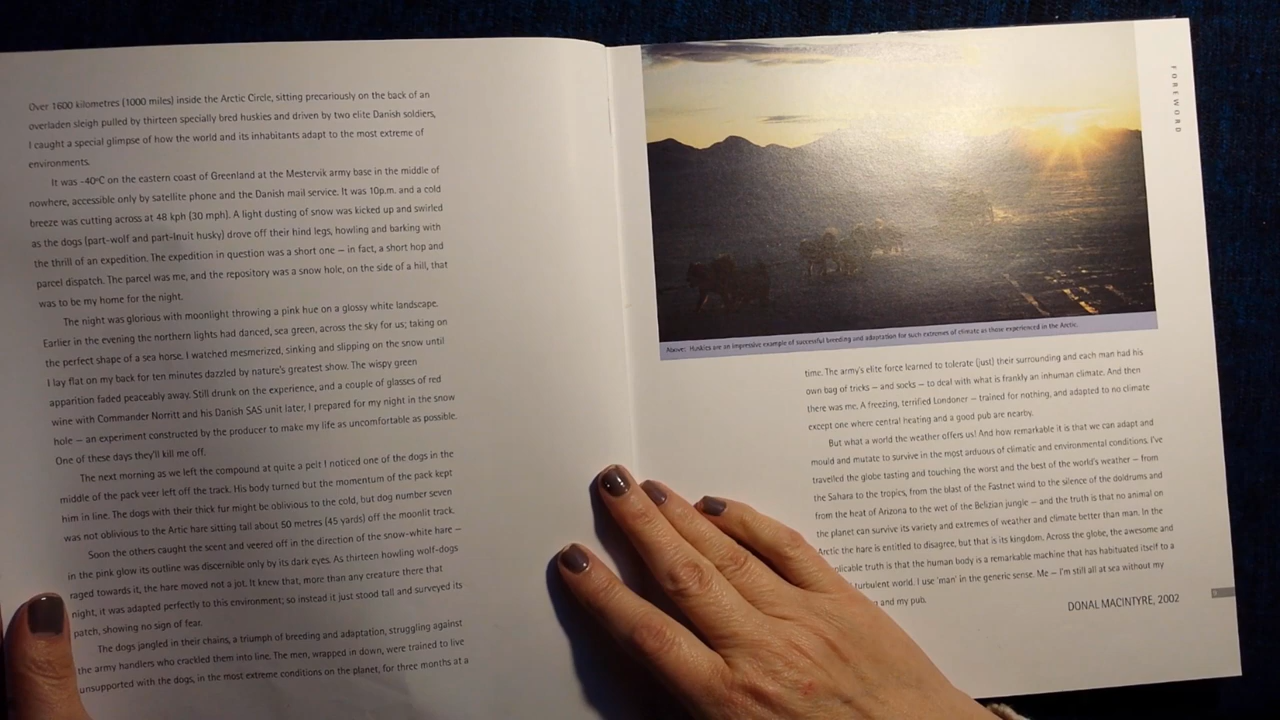 Over 1600 kilometres (1000 miles) inside the Arctic Circle, sitting precariously on the back of an
overladen sleigh pulled by thirteen specially bred huskies and driven by two elite Danish soldiers,
I caught a special glimpse of how the world and its inhabitants adapt to the most extreme of
environments.
It was -40°C on the eastern coast of Greenland at the Mestervik army base in the middle of
nowhere, accessible only by satellite phone and the Danish mail service. It was 10p.m. and a cold
breeze was cutting across at 48 kph (30 mph). A light dusting of snow was kicked up and swirled
as the dogs (part-wolf and part-Inuit husky) drove off their hind legs, howling and barking with
the thrill of an expedition. The expedition in question was a short one – in fact, a short hop and
parcel dispatch. The parcel was me, and the repository was a snow hole, on the side of a hill, that
was to be my home for the night.
The night was glorious with moonlight throwing a pink hue on a glossy white landscape.
Earlier in the evening the northern lights had danced, sea green, across the sky for us; taking on
the perfect shape of a sea horse. I watched mesmerized, sinking and slipping on the snow until
I lay flat on my back for ten minutes dazzled by nature's greatest show. The wispy green
apparition faded peaceably away. Still drunk on the experience, and a couple of glasses of red
wine with Commander Norritt and his Danish SAS unit later, I prepared for my night in the snow
hole – an experiment constructed by the producer to make my life as uncomfortable as possible.
One of these days they'll kill me off.
The next morning as we left the compound at quite a pelt I noticed one of the dogs in the
middle of the pack veer left off the track. His body turned but the momentum of the pack kept
him in line. The dogs with their thick fur might be oblivious to the cold, but dog number seven
was not oblivious to the Artic hare sitting tall about 50 metres (45 yards) off the moonlit track.
Soon the others caught the scent and veered off in the direction of the snow-white hare –
in the pink glow its outline was discernible only by its dark eyes. As thirteen howling wolf-dogs
raged towards it, the hare moved not a jot. It knew that, more than any creature there that
night, it was adapted perfectly to this environment; so instead it just stood tall and surveyed its
patch, showing no sign of fear.
The dogs jangled in their chains, a triumph of breeding and adaptation, struggling against
the army handlers who crackled them into line. The men, wrapped in down, were trained to live
unsupported with the dogs, in the most extreme conditions on the planet, for three months at a
FOREWORD
Above: Huskies are an impressive example of successful breeding and adaptation for such extremes of climate as those experienced in the Arctic.
time. The army's elite force learned to tolerate (just) their surrounding and each man had his
own bag of tricks – and socks – to deal with what is frankly an inhuman climate. And then
there was me. A freezing, terrified Londoner – trained for nothing, and adapted to no climate
except one where central heating and a good pub are nearby.
But what a world the weather offers us! And how remarkable it is that we can adapt and
mould and mutate to survive in the most arduous of climatic and environmental conditions. I've
travelled the globe tasting and touching the worst and the best of the world's weather – from
the Sahara to the tropics, from the blast of the Fastnet wind to the silence of the doldrums and
from the heat of Arizona to the wet of the Belizian jungle – and the truth is that no animal on
the planet can survive its variety and extremes of weather and climate better than man. In the
Arctic the hare is entitled to disagree, but that is its kingdom. Across the globe, the awesome and
plicable truth is that the human body is a remarkable machine that has habituated itself to a
turbulent world. I use 'man' in the generic sense. Me – I'm still all at sea without my
and my pub.
DONAL MACINTYRE, 2002